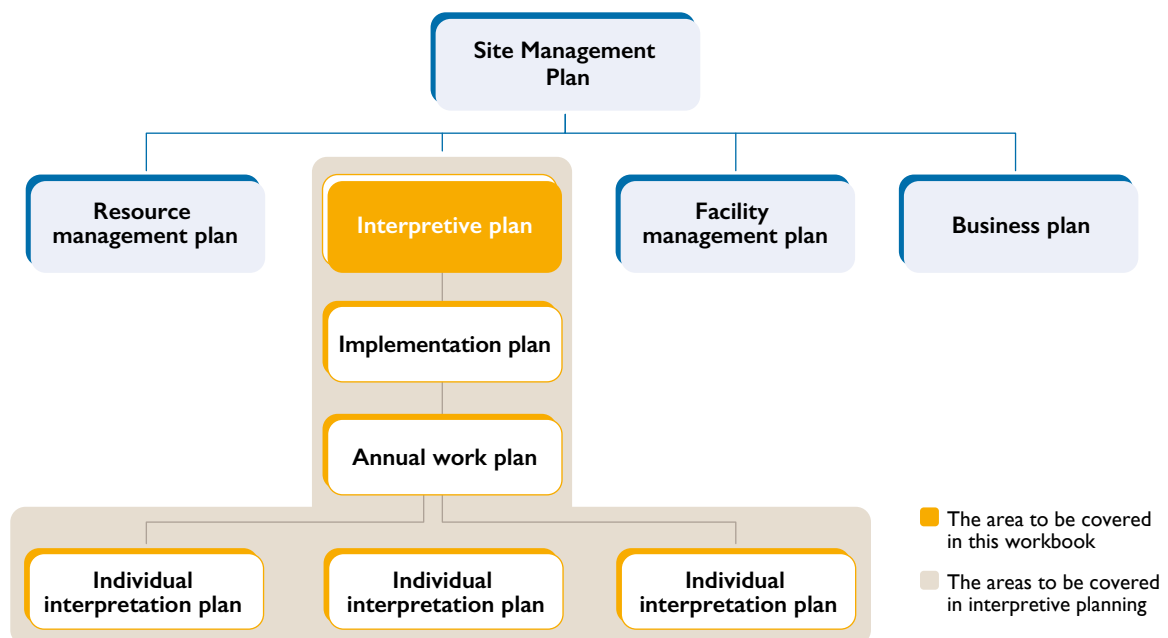 Site Management
Plan
Resource
management plan
Interpretive plan
Facility
management plan
Business plan
Implementation plan
Annual work plan
Individual
interpretation plan
Individual
interpretation plan
Individual
interpretation plan
The area to be covered
in this workbook
The areas to be covered
in interpretive planning